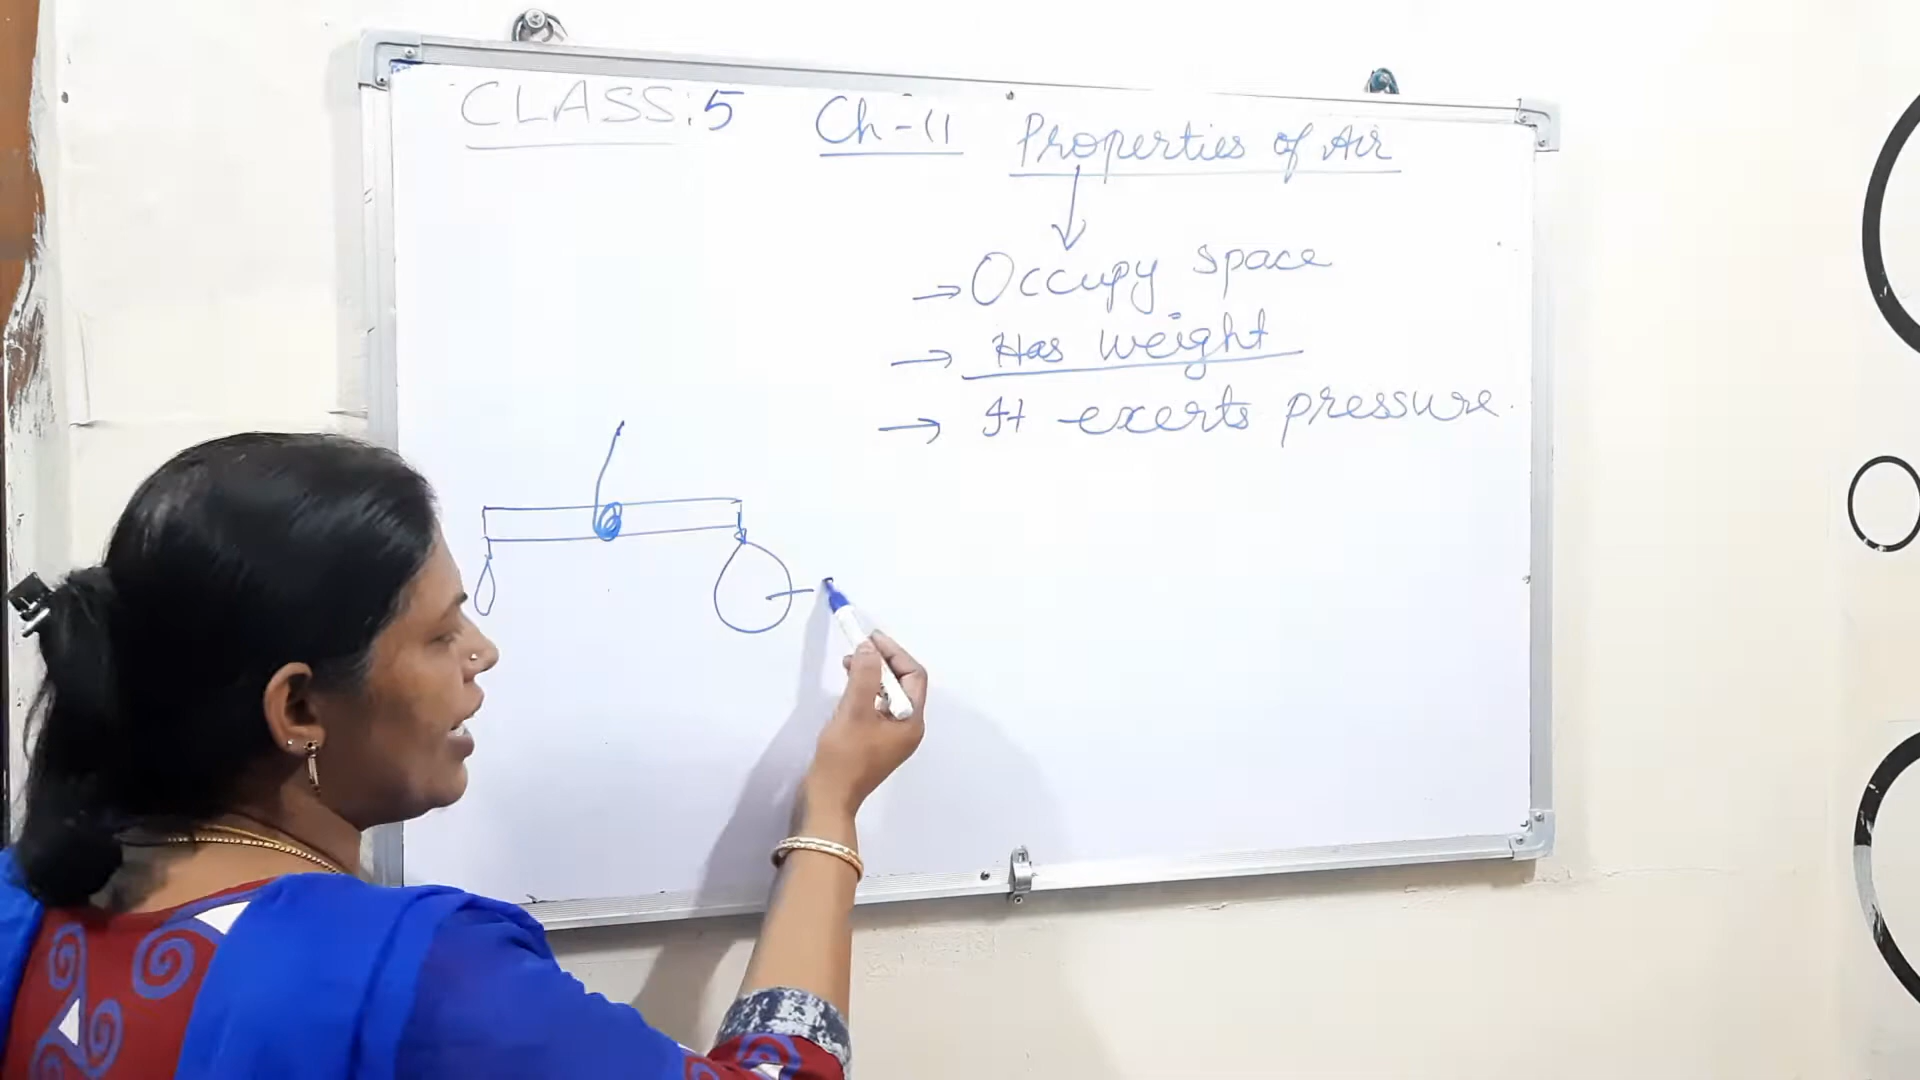 CLASS: 5 Ch-11 Properties of Air
→ Occupy space
→ Has weight
→ It exerts pressure.